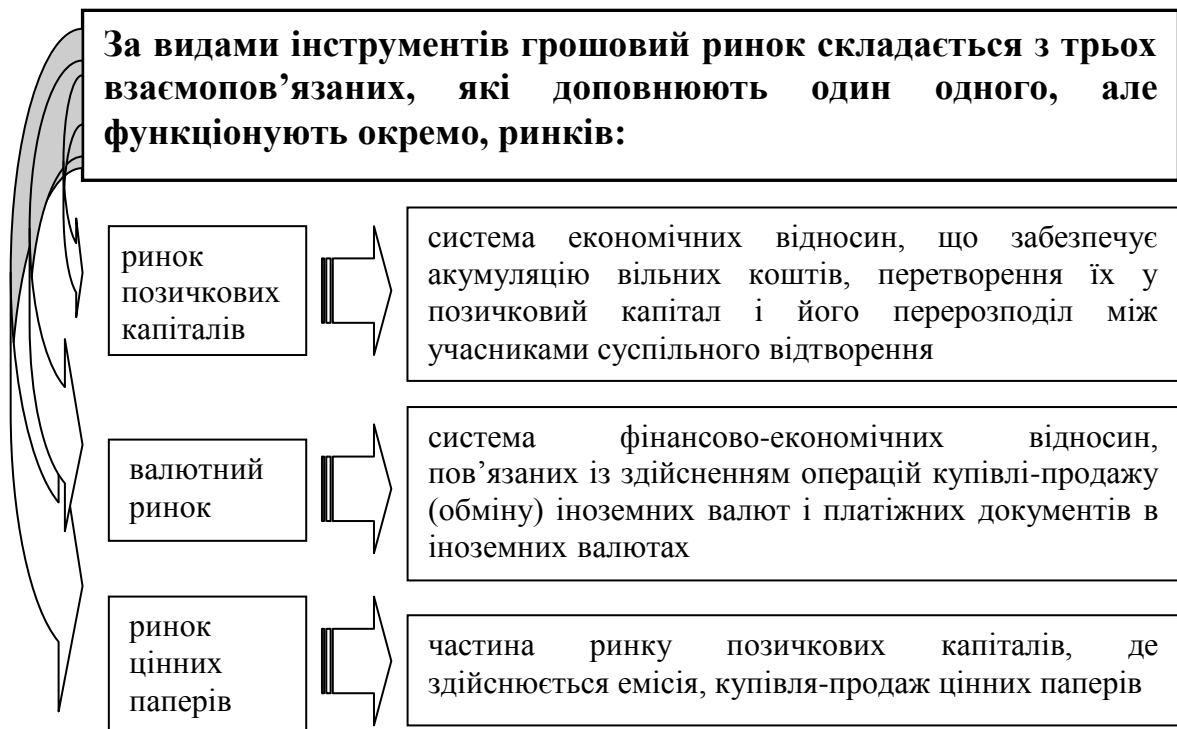 За видами інструментів грошовий ринок складається з трьох
взаємопов’язаних, які доповнюють один одного, але
функціонують окремо, ринків:
ринок
позичкових
капіталів
система економічних відносин, що забезпечує
акумуляцію вільних коштів, перетворення їх у
позичковий капітал і його перерозподіл між
учасниками суспільного відтворення
валютний
ринок
система фінансово-економічних відносин,
пов’язаних із здійсненням операцій купівлі-продажу
(обміну) іноземних валют і платіжних документів в
іноземних валютах
ринок
цінних
паперів
частина ринку позичкових капіталів, де
здійснюється емісія, купівля-продаж цінних паперів